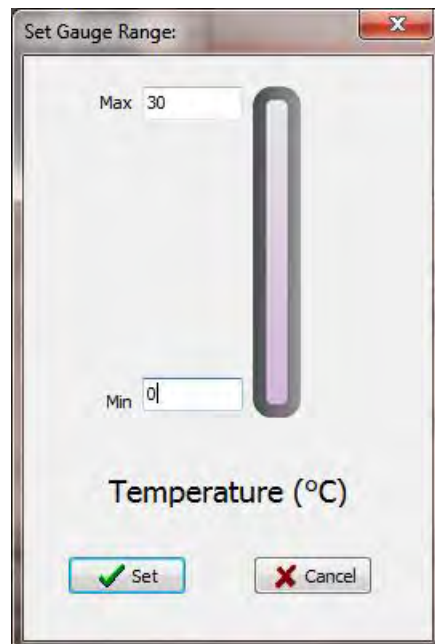 Set Gauge Range:
x
Max 30
Min 0
Temperature (°C)
Set Cancel